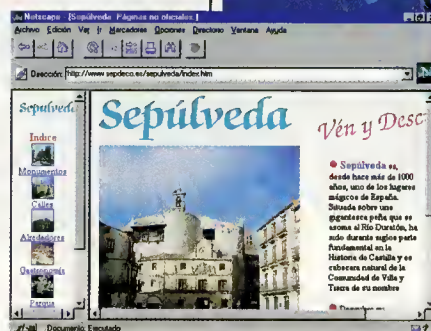 Netscape - [Sepúlveda Páginas no oficiales ]
Archivo Edición Ver Ir Marcadores Opciones Directorio Ventana Ayuda
Dirección: http://www.sepdeco.es/sepulveda/index.htm
Sepúlveda
Indice
Monumentos
Calles
Alrededores
Gastronomía
Parque
Sepúlveda
Vén y Desc
Sepúlveda es,
desde hace más de 1000
años, uno de los lugares
mágicos de España.
Situada sobre una
gigantesca peña que se
asoma al Río Duratón, ha
sido durante siglos parte
fundamental en la
Historia de Castilla y es
cabecera natural de la
Comunidad de Villa y
Tierra de su nombre
Documento: Ejecutado